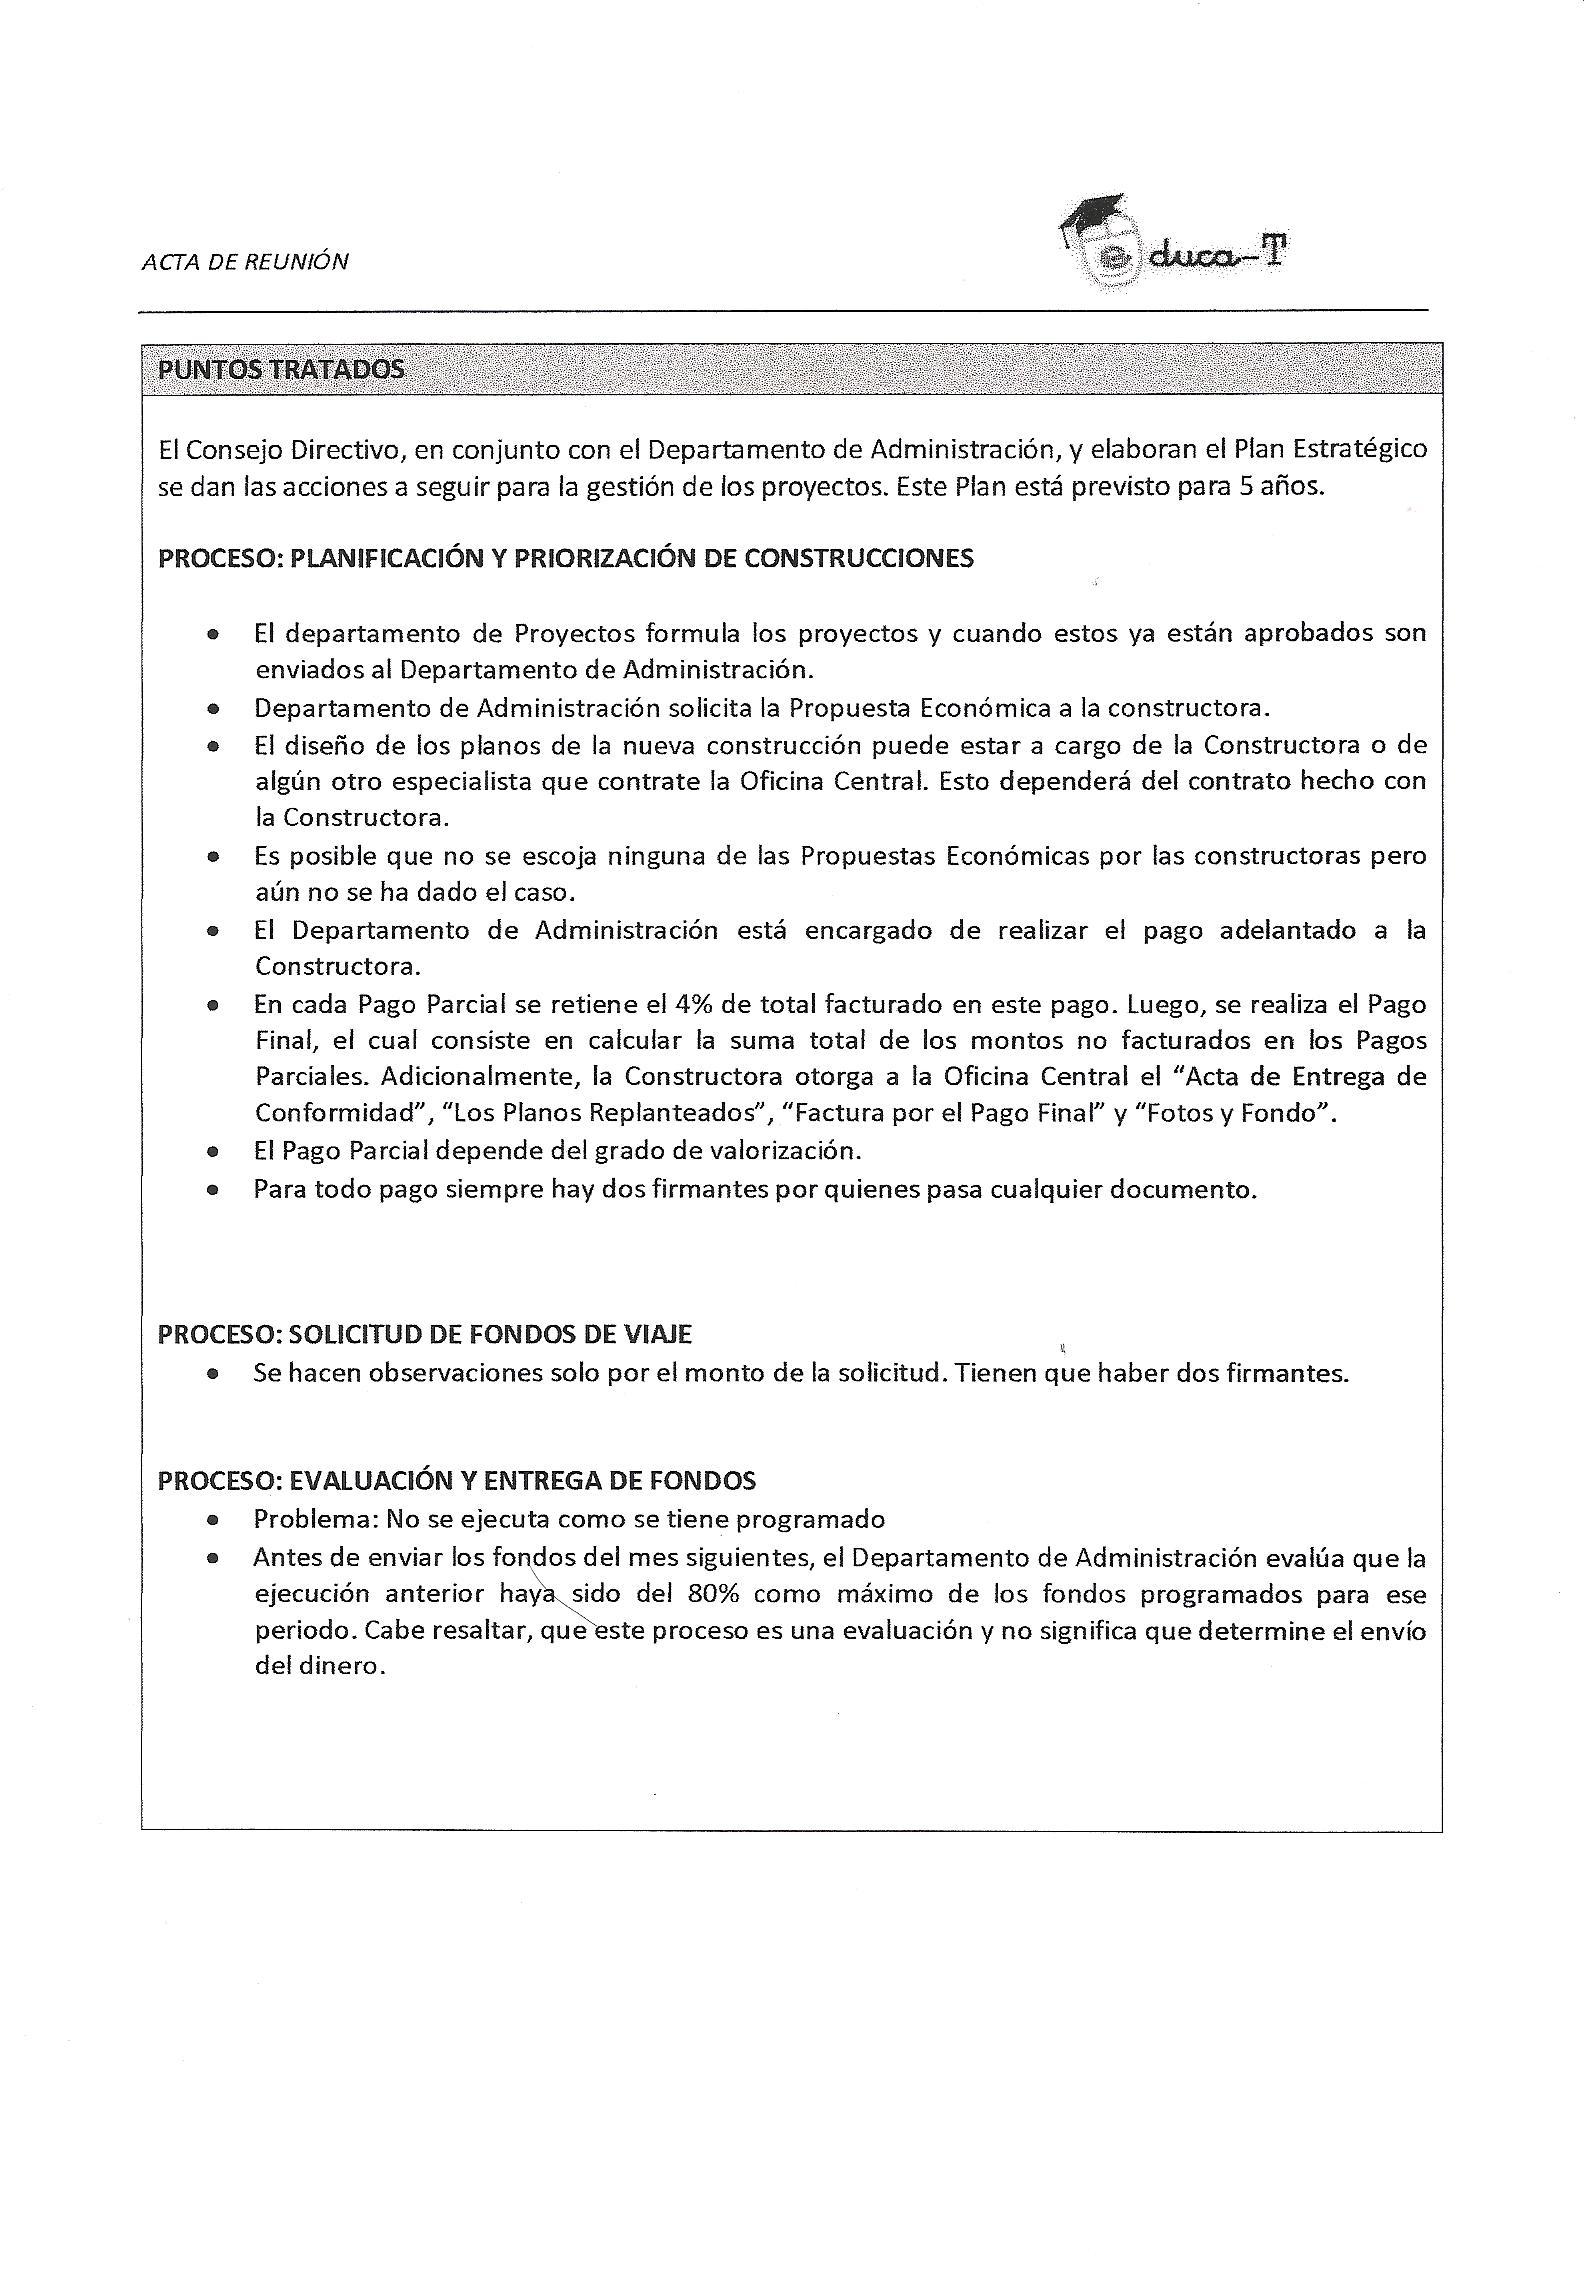 ACTA DE REUNIÓN
educa-T
PUNTOS TRATADOS
El Consejo Directivo, en conjunto con el Departamento de Administración, y elaboran el Plan Estratégico
se dan las acciones a seguir para la gestión de los proyectos. Este Plan está previsto para 5 años.
PROCESO: PLANIFICACIÓN Y PRIORIZACIÓN DE CONSTRUCCIONES
• El departamento de Proyectos formula los proyectos y cuando estos ya están aprobados son
enviados al Departamento de Administración.
• Departamento de Administración solicita la Propuesta Económica a la constructora.
• El diseño de los planos de la nueva construcción puede estar a cargo de la Constructora o de
algún otro especialista que contrate la Oficina Central. Esto dependerá del contrato hecho con
la Constructora.
• Es posible que no se escoja ninguna de las Propuestas Económicas por las constructoras pero
aún no se ha dado el caso.
• El Departamento de Administración está encargado de realizar el pago adelantado a la
Constructora.
• En cada Pago Parcial se retiene el 4% de total facturado en este pago. Luego, se realiza el Pago
Final, el cual consiste en calcular la suma total de los montos no facturados en los Pagos
Parciales. Adicionalmente, la Constructora otorga a la Oficina Central el "Acta de Entrega de
Conformidad", "Los Planos Replanteados", "Factura por el Pago Final" y "Fotos y Fondo".
• El Pago Parcial depende del grado de valorización.
• Para todo pago siempre hay dos firmantes por quienes pasa cualquier documento.
PROCESO: SOLICITUD DE FONDOS DE VIAJE
• Se hacen observaciones solo por el monto de la solicitud. Tienen que haber dos firmantes.
PROCESO: EVALUACIÓN Y ENTREGA DE FONDOS
• Problema: No se ejecuta como se tiene programado
• Antes de enviar los fondos del mes siguientes, el Departamento de Administración evalúa que la
ejecución anterior haya sido del 80% como máximo de los fondos programados para ese
periodo. Cabe resaltar, que este proceso es una evaluación y no significa que determine el envío
del dinero.